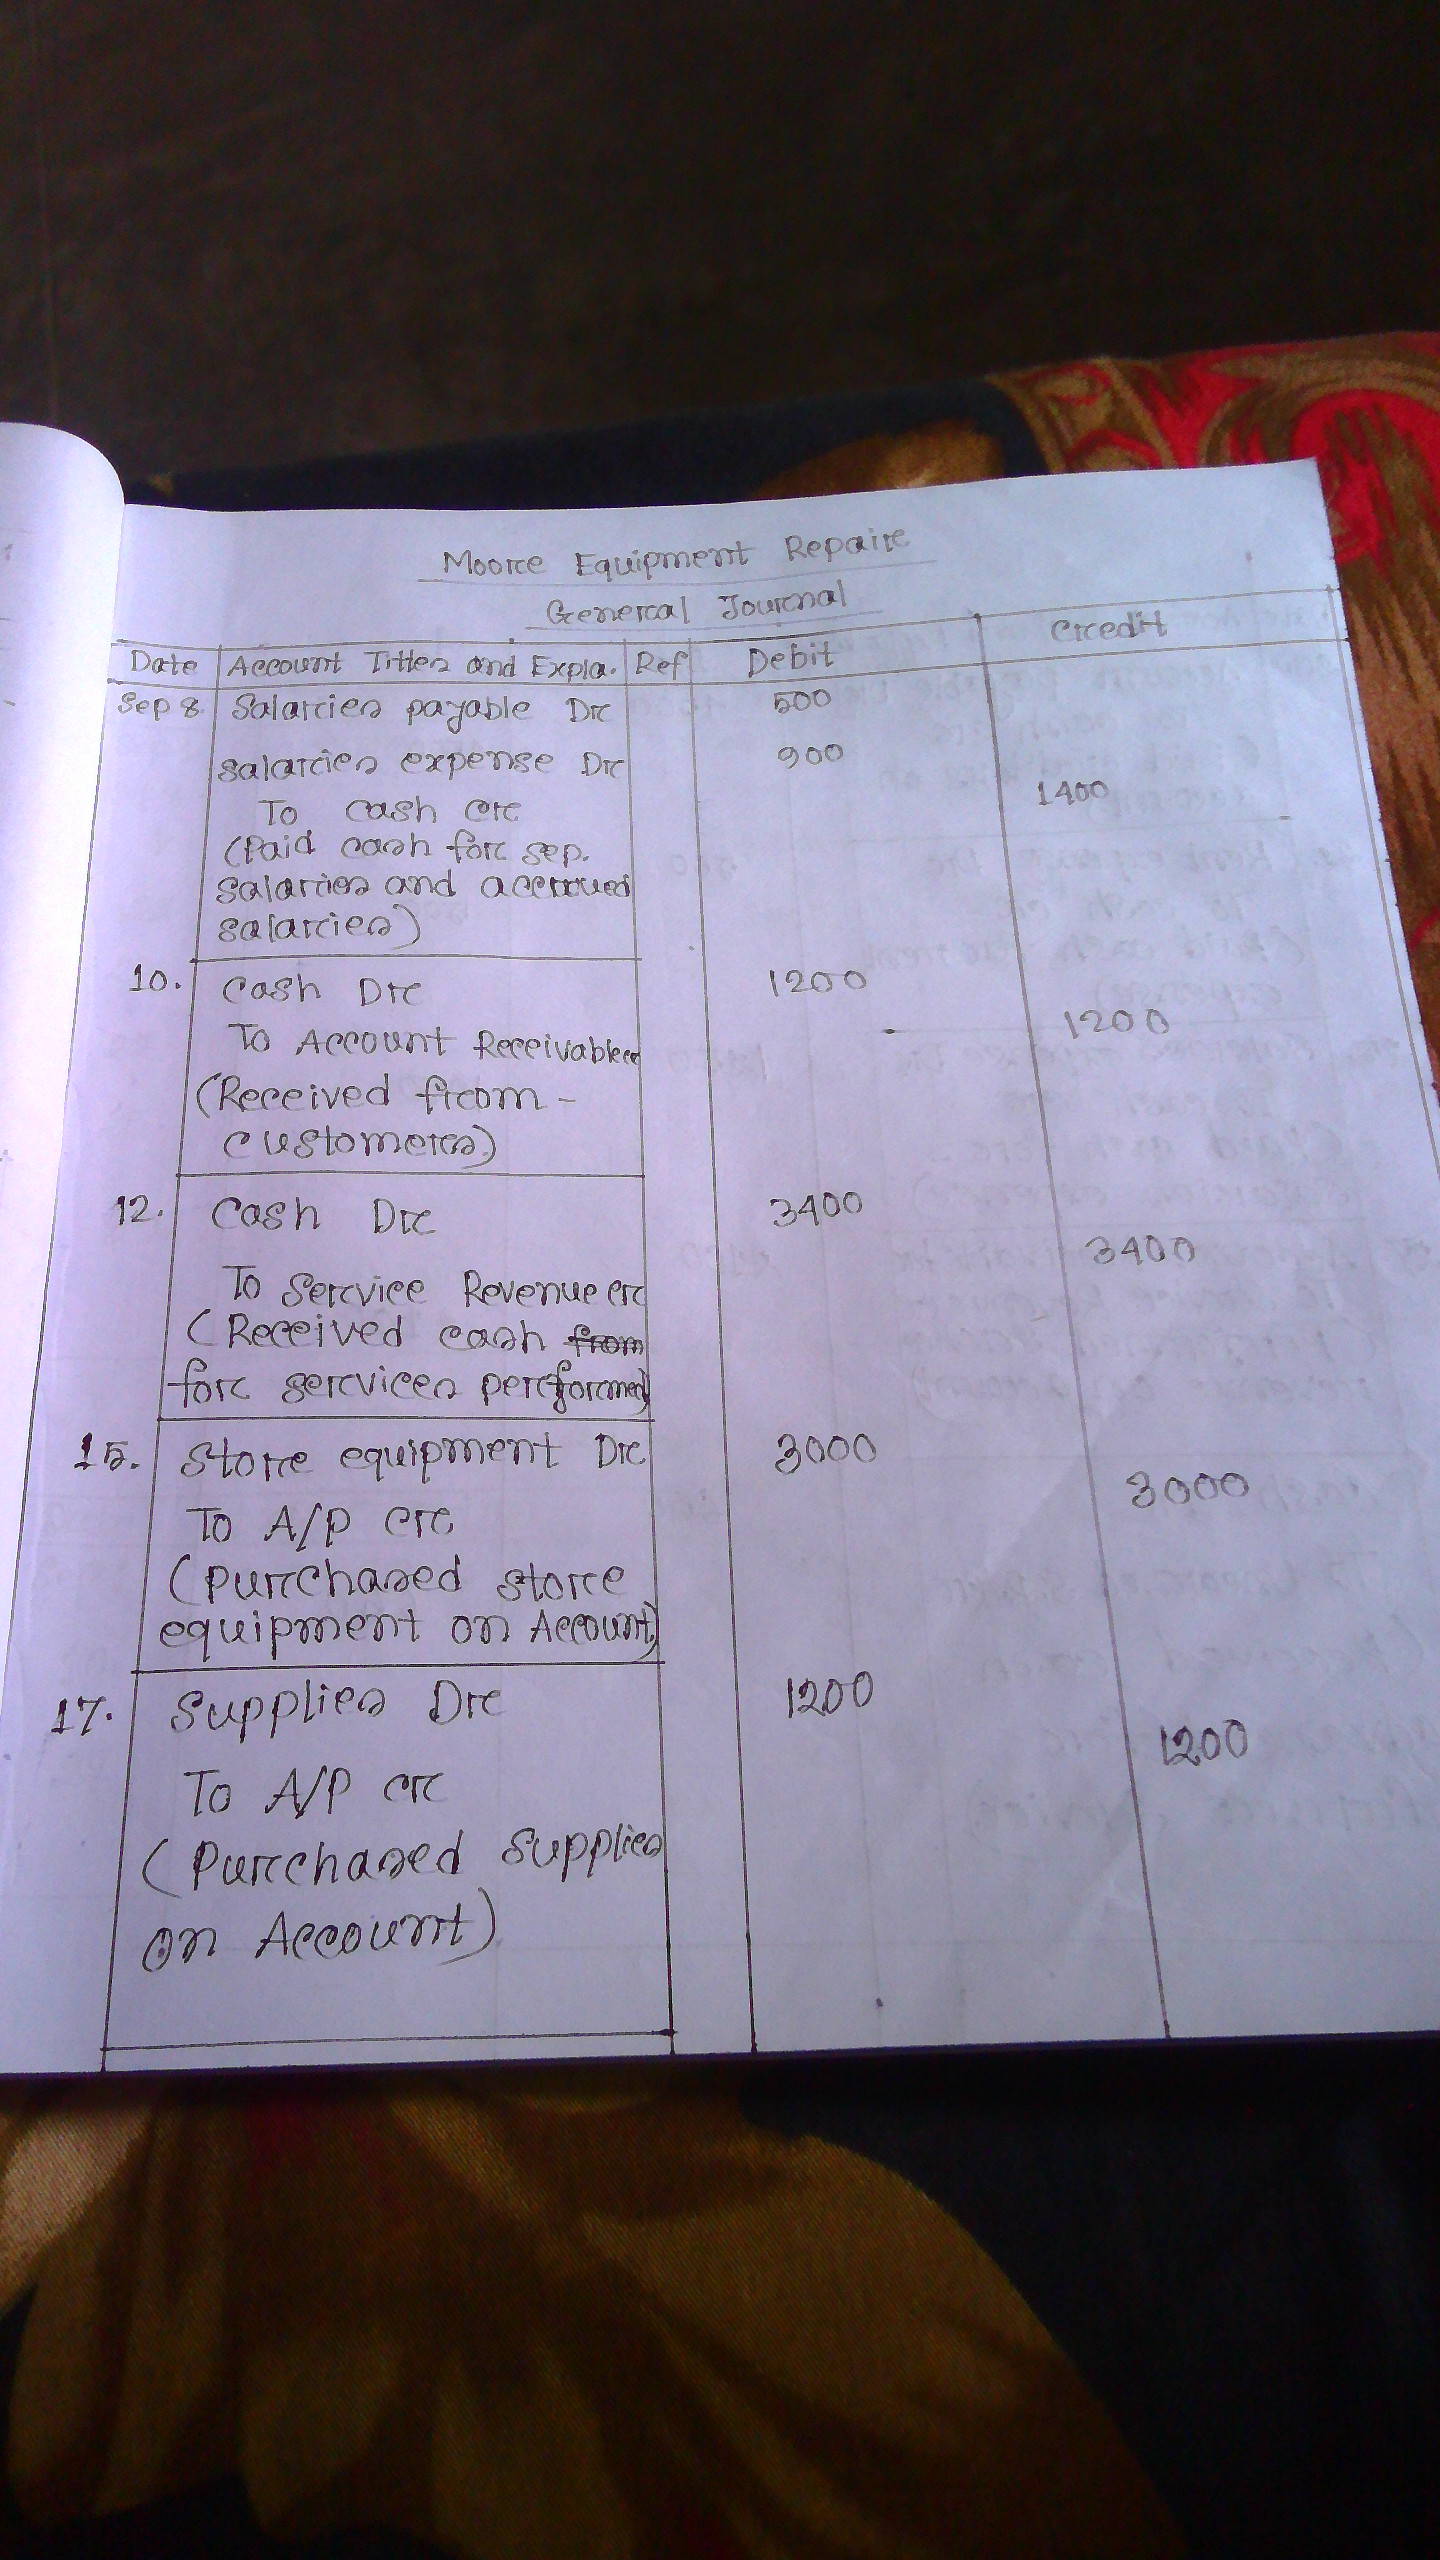 Moore Equipment Repair
General Journal
Date Account Titles and Expla. Ref Debit Credit
Sep 8. Salaries payable Dr 500
Salaries expense Dr 900
To cash cr 1400
(Paid cash for sep.
salaries and accrued
salaries)
10. Cash Dr 1200
To Account Receivable cr 1200
(Received from -
customers)
12. Cash Dr 3400
To Service Revenue cr 3400
(Received cash from
for services performed)
15. Store equipment Dr 3000
To A/P cr 3000
(Purchased store
equipment on Account)
17. Supplies Dr 1200
To A/P cr 1200
(Purchased supplies
on Account)